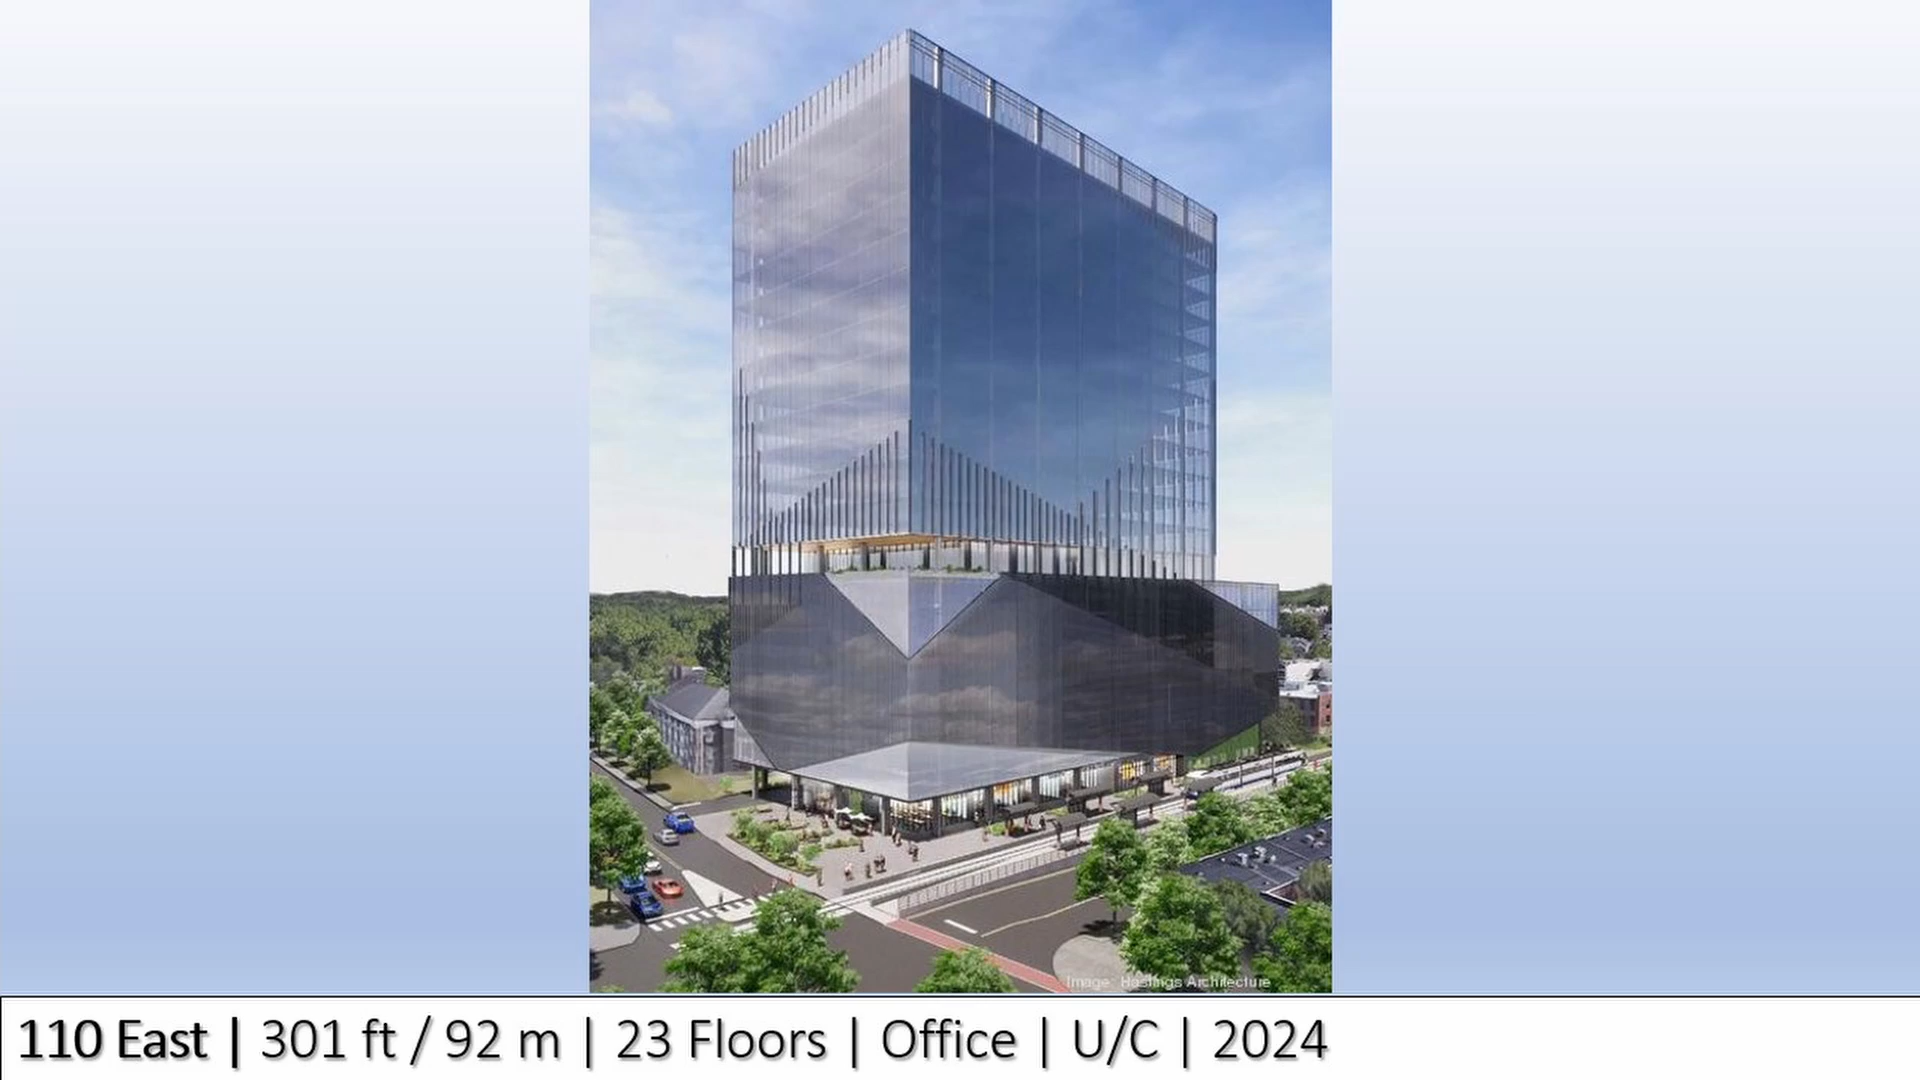 Image: Hastings Architecture
110 East | 301 ft / 92 m | 23 Floors | Office | U/C | 2024